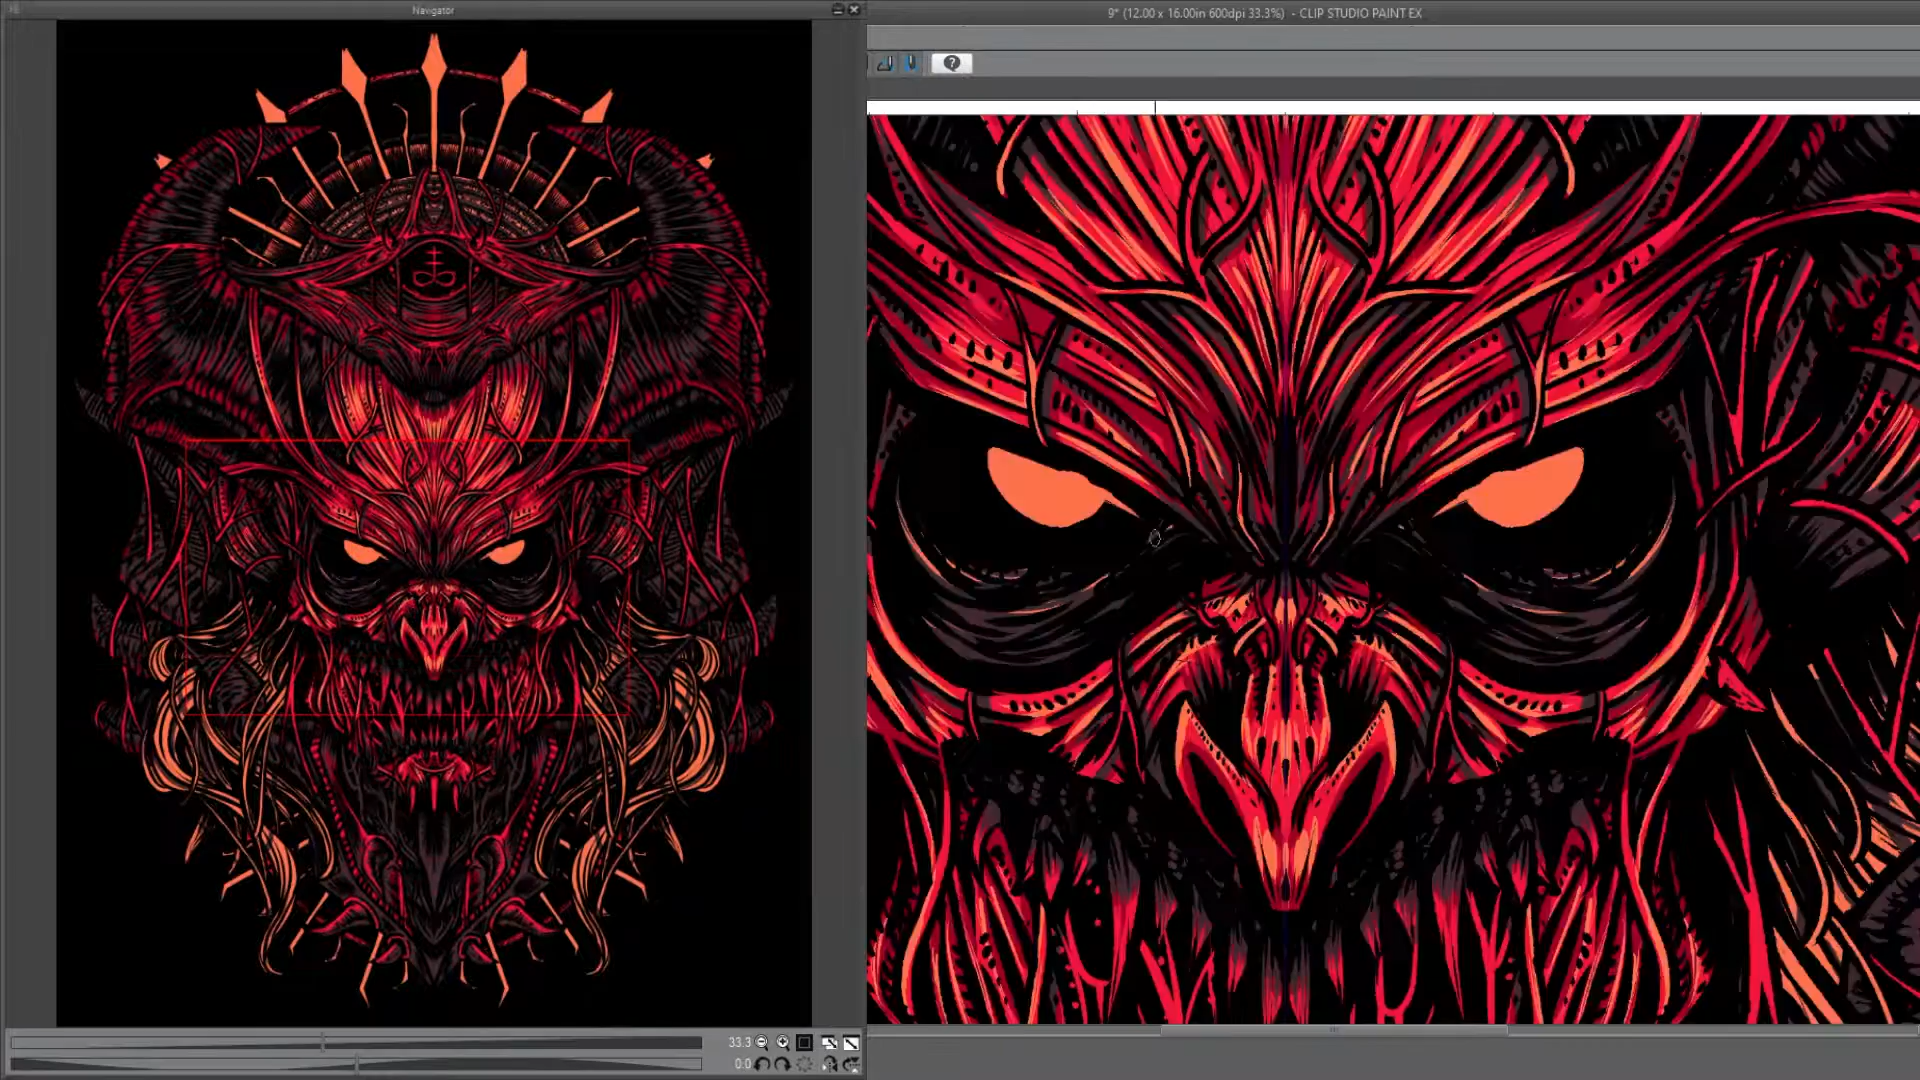 Navigator
9* (12.00 x 16.00in 600dpi 33.3%) - CLIP STUDIO PAINT EX
33.3
0.0